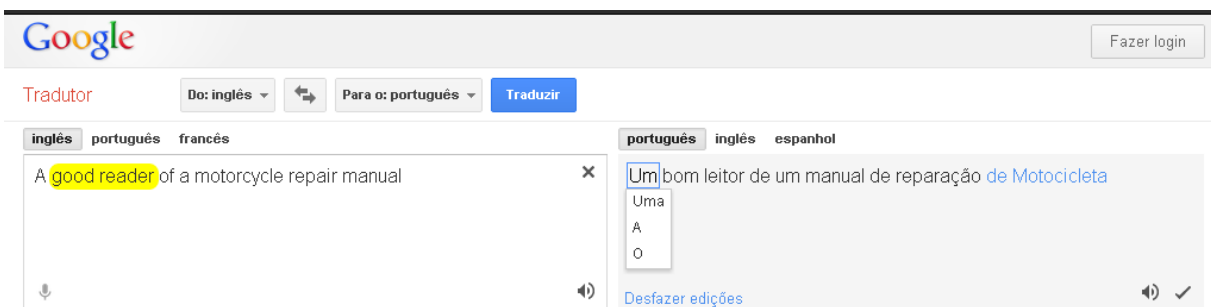 Google
Fazer login
Tradutor
Do: inglês
Para o: português
Traduzir
inglês português francês
A good reader of a motorcycle repair manual
português inglês espanhol
Um bom leitor de um manual de reparação de Motocicleta
Uma
A
O
Desfazer edições